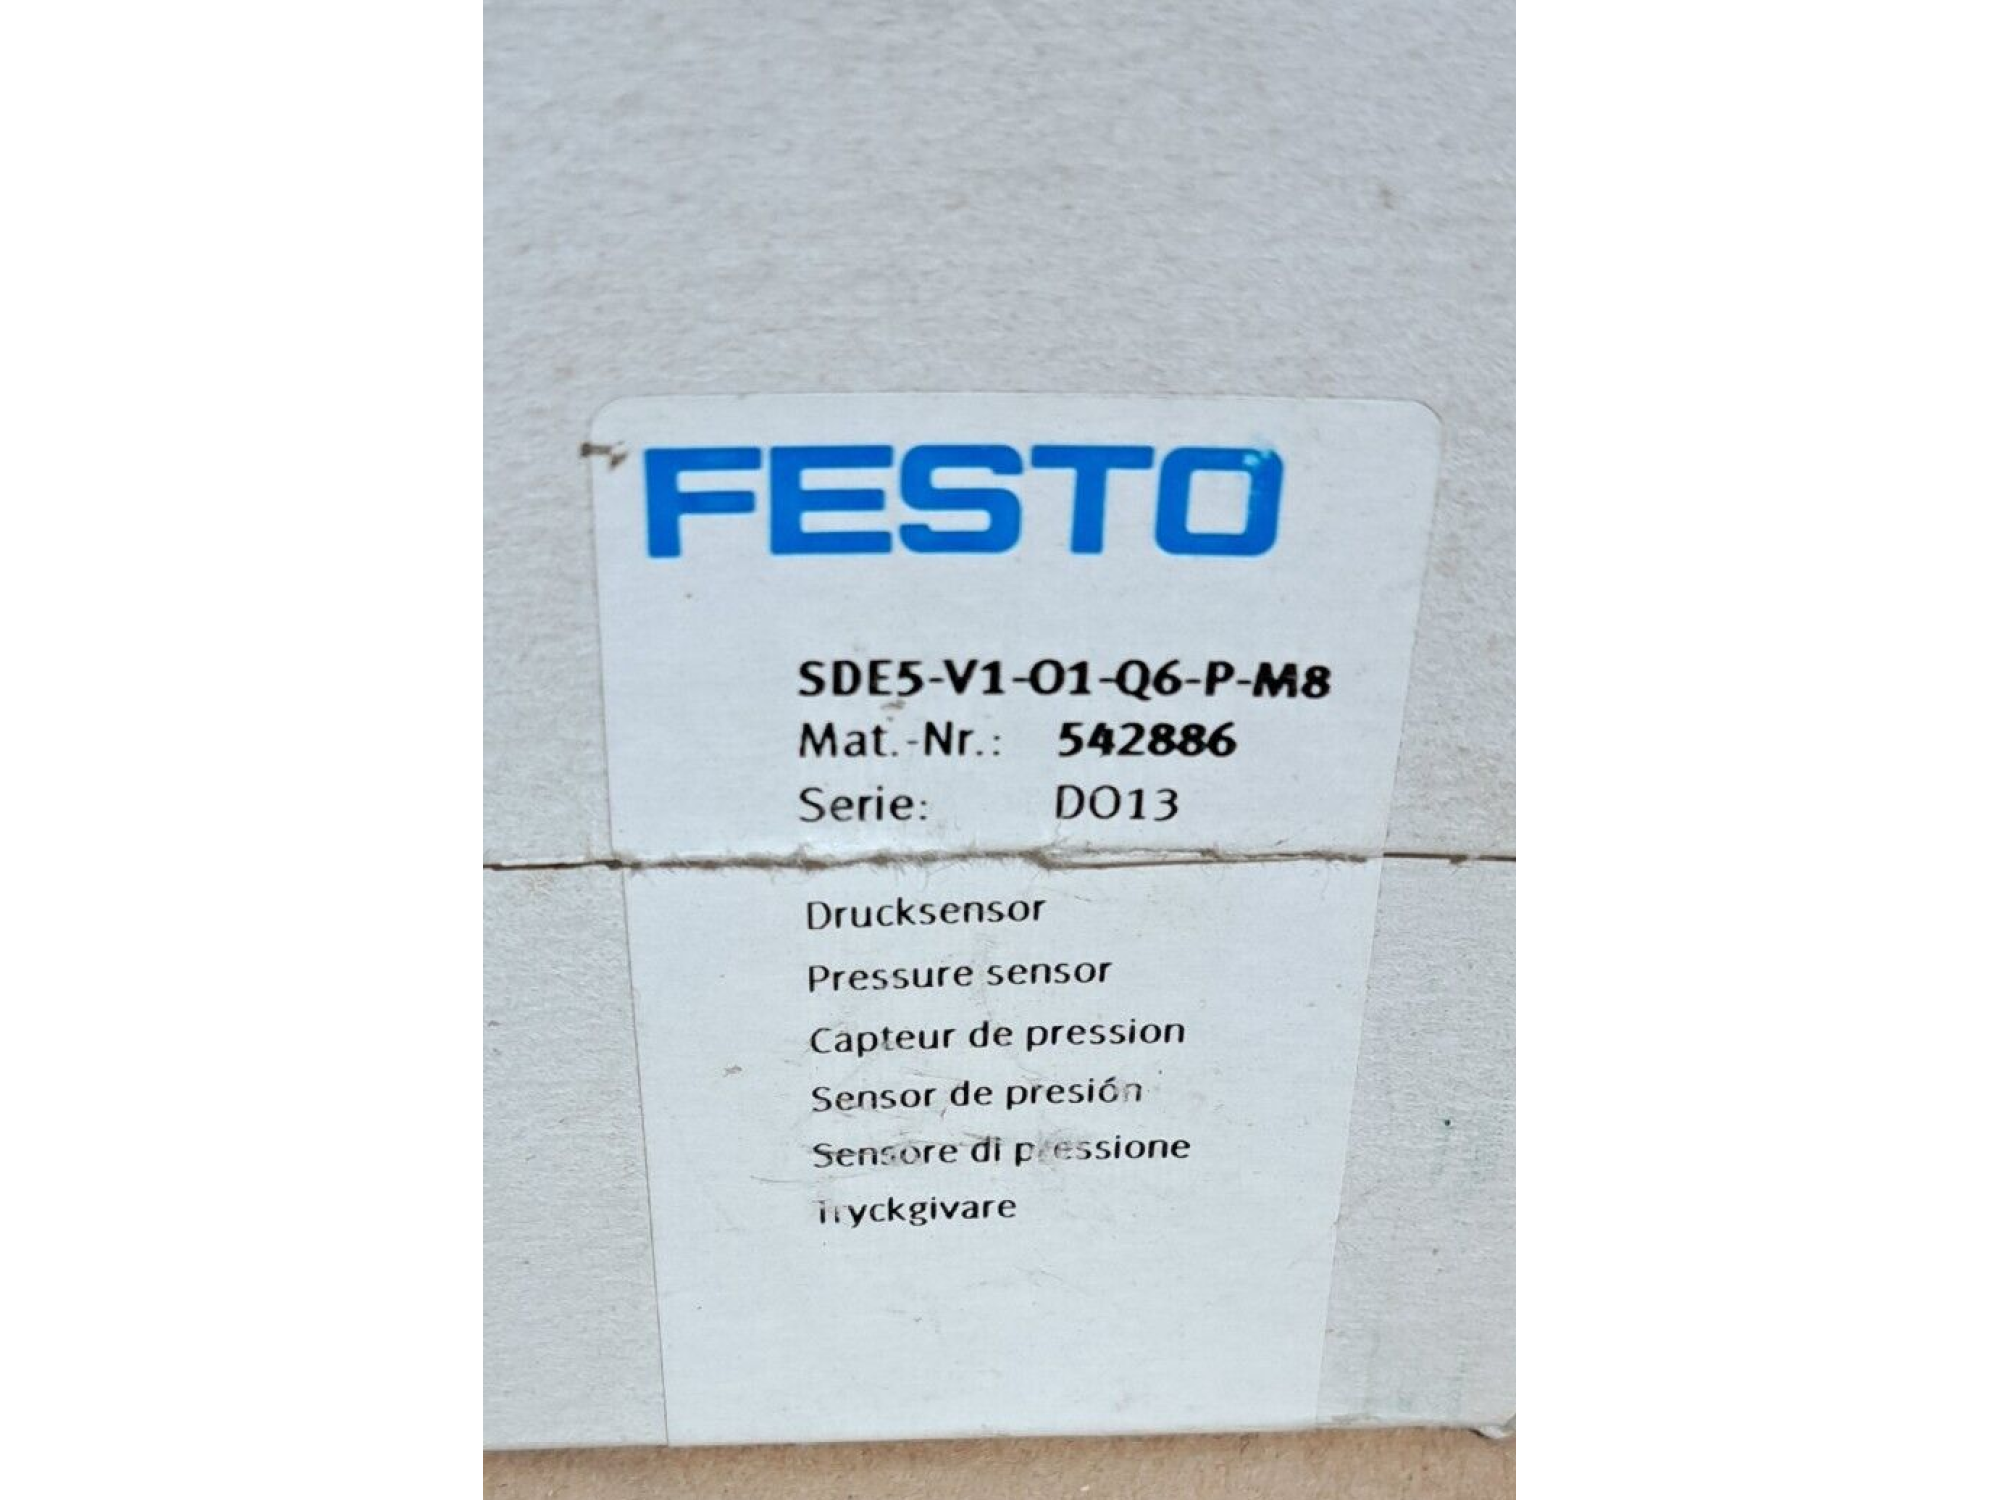 FESTO
SDE5-V1-O1-Q6-P-M8
Mat.-Nr.: 542886
Serie: DO13
Drucksensor
Pressure sensor
Capteur de pression
Sensor de presión
Sensore di pressione
Tryckgivare